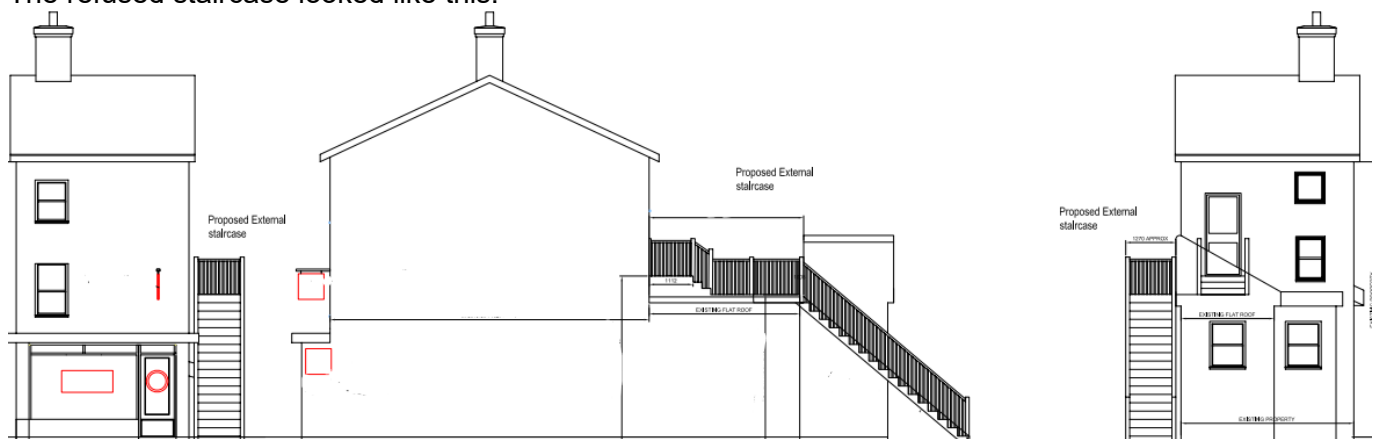 The refused staircase looked like this:
Proposed External
staircase
Proposed External
staircase
1112
EXISTING FLAT ROOF
Proposed External
staircase
1270 APPROX
EXISTING FLAT ROOF
EXISTING PROPERTY